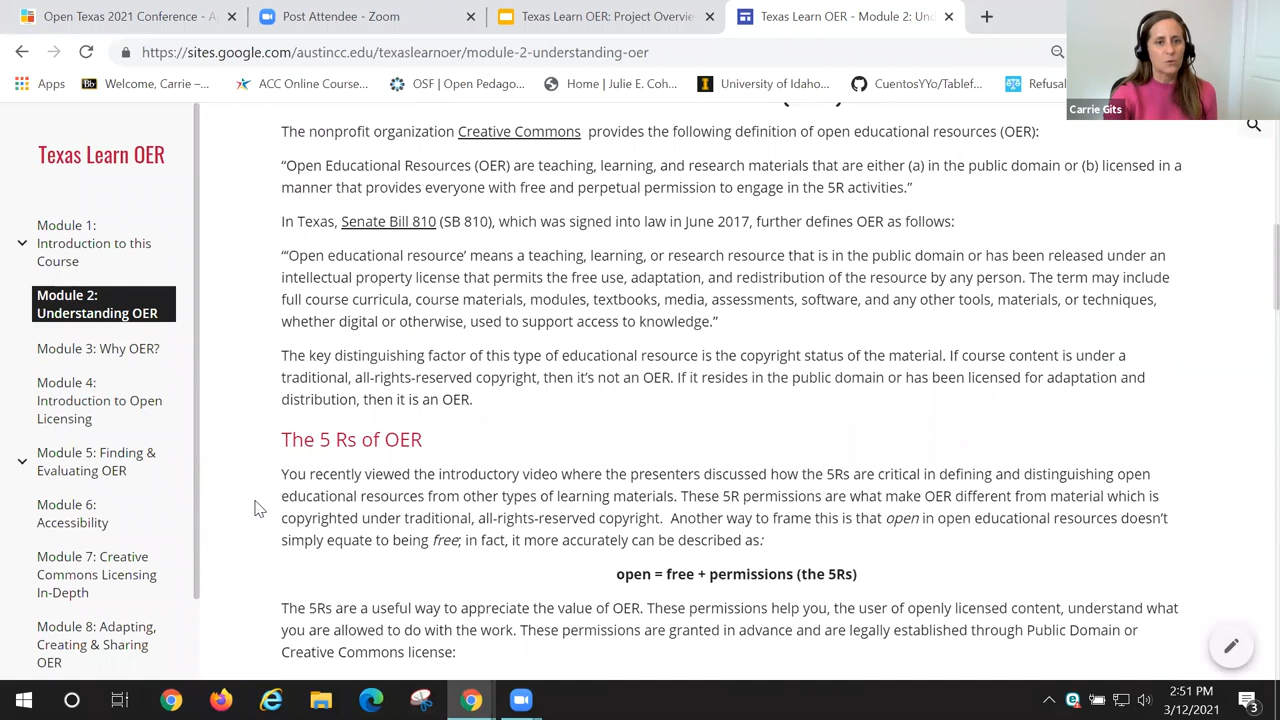 Open Texas 2021 Conference - A
Post Attendee - Zoom
Texas Learn OER: Project Overvie
Texas Learn OER - Module 2: Und
https://sites.google.com/austincc.edu/texaslearnoer/module-2-understanding-oer
Apps
Bb
Welcome, Carrie –...
ACC Online Course...
OSF | Open Pedago...
Home | Julie E. Coh...
University of Idaho...
CuentosYYo/Tablef...
Refusal
Carrie Gits
Texas Learn OER
Module 1:
Introduction to this
Course
Module 2:
Understanding OER
Module 3: Why OER?
Module 4:
Introduction to Open
Licensing
Module 5: Finding &
Evaluating OER
Module 6:
Accessibility
Module 7: Creative
Commons Licensing
In-Depth
Module 8: Adapting,
Creating & Sharing
OER
The nonprofit organization Creative Commons provides the following definition of open educational resources (OER):
“Open Educational Resources (OER) are teaching, learning, and research materials that are either (a) in the public domain or (b) licensed in a
manner that provides everyone with free and perpetual permission to engage in the 5R activities.”
In Texas, Senate Bill 810 (SB 810), which was signed into law in June 2017, further defines OER as follows:
“‘Open educational resource’ means a teaching, learning, or research resource that is in the public domain or has been released under an
intellectual property license that permits the free use, adaptation, and redistribution of the resource by any person. The term may include
full course curricula, course materials, modules, textbooks, media, assessments, software, and any other tools, materials, or techniques,
whether digital or otherwise, used to support access to knowledge.”
The key distinguishing factor of this type of educational resource is the copyright status of the material. If course content is under a
traditional, all-rights-reserved copyright, then it’s not an OER. If it resides in the public domain or has been licensed for adaptation and
distribution, then it is an OER.
The 5 Rs of OER
You recently viewed the introductory video where the presenters discussed how the 5Rs are critical in defining and distinguishing open
educational resources from other types of learning materials. These 5R permissions are what make OER different from material which is
copyrighted under traditional, all-rights-reserved copyright. Another way to frame this is that open in open educational resources doesn’t
simply equate to being free; in fact, it more accurately can be described as:
open = free + permissions (the 5Rs)
The 5Rs are a useful way to appreciate the value of OER. These permissions help you, the user of openly licensed content, understand what
you are allowed to do with the work. These permissions are granted in advance and are legally established through Public Domain or
Creative Commons license:
2:51 PM
3/12/2021
3